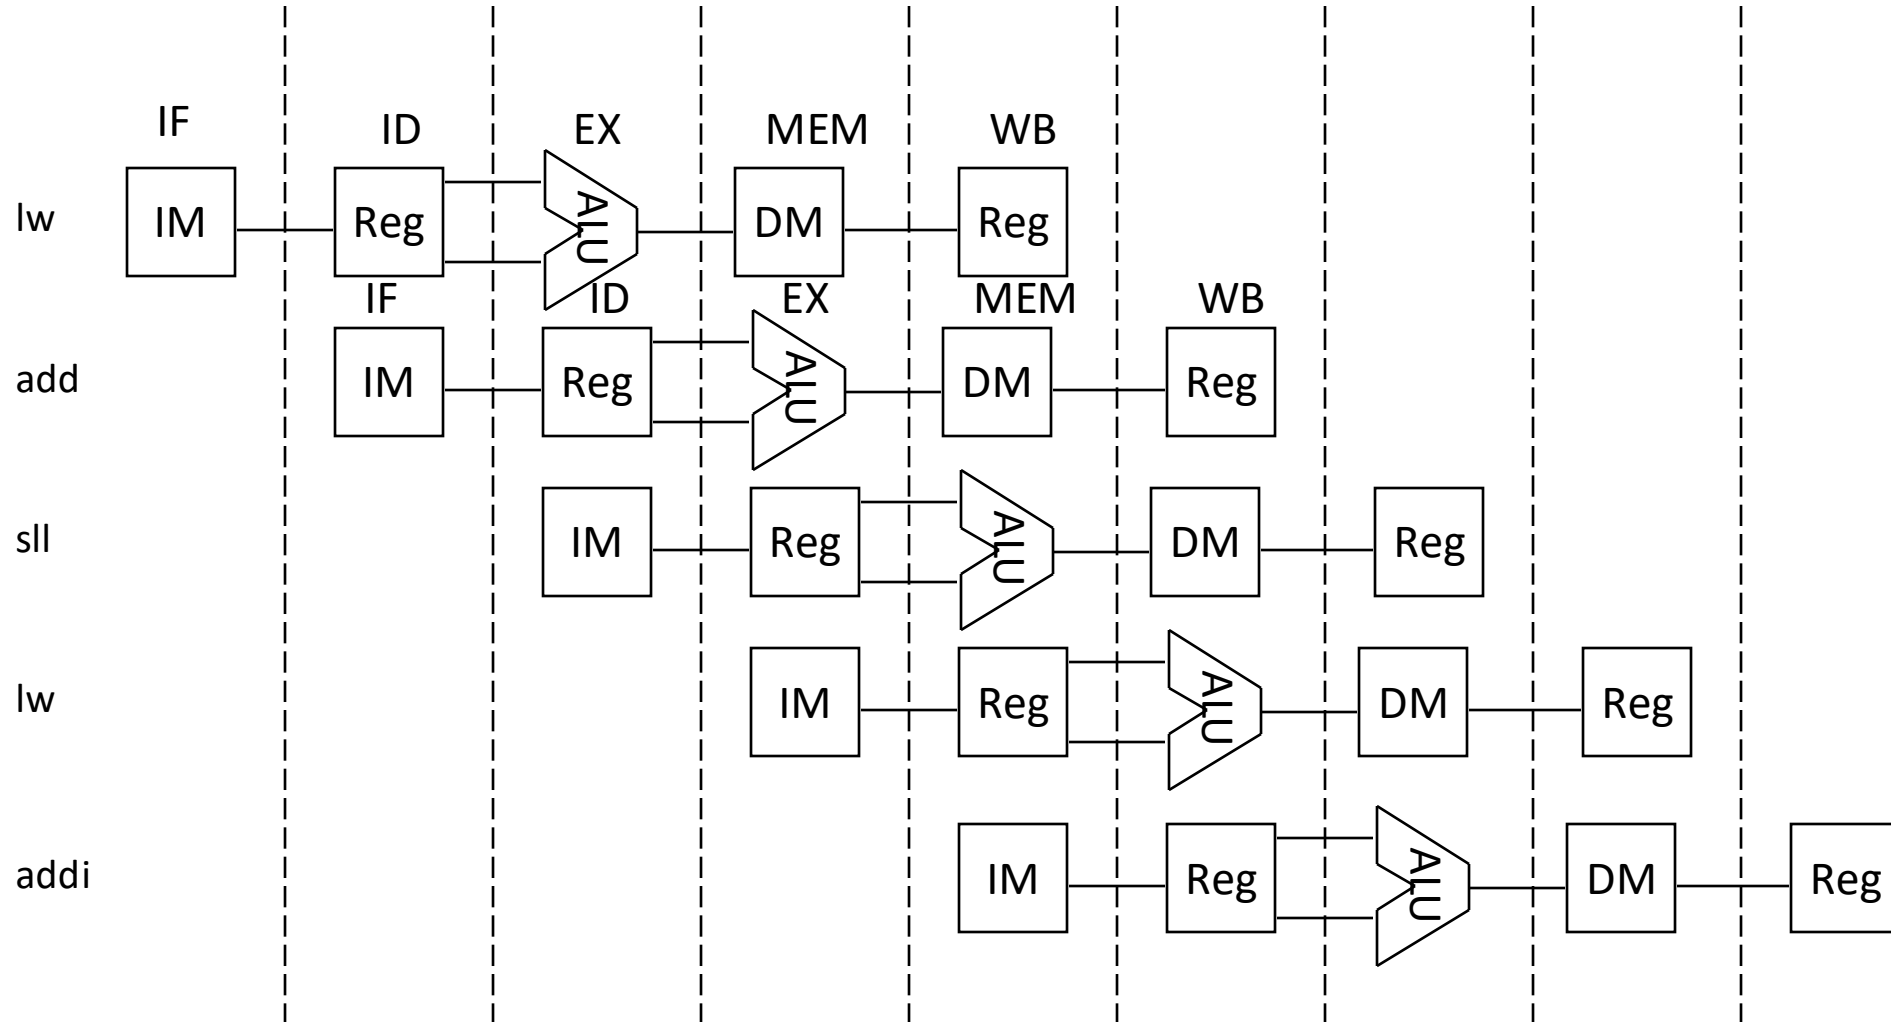 IF ID EX MEM WB
lw IM Reg ALU DM Reg
IF ID EX MEM WB
add IM Reg ALU DM Reg
sll IM Reg ALU DM Reg
lw IM Reg ALU DM Reg
addi IM Reg ALU DM Reg